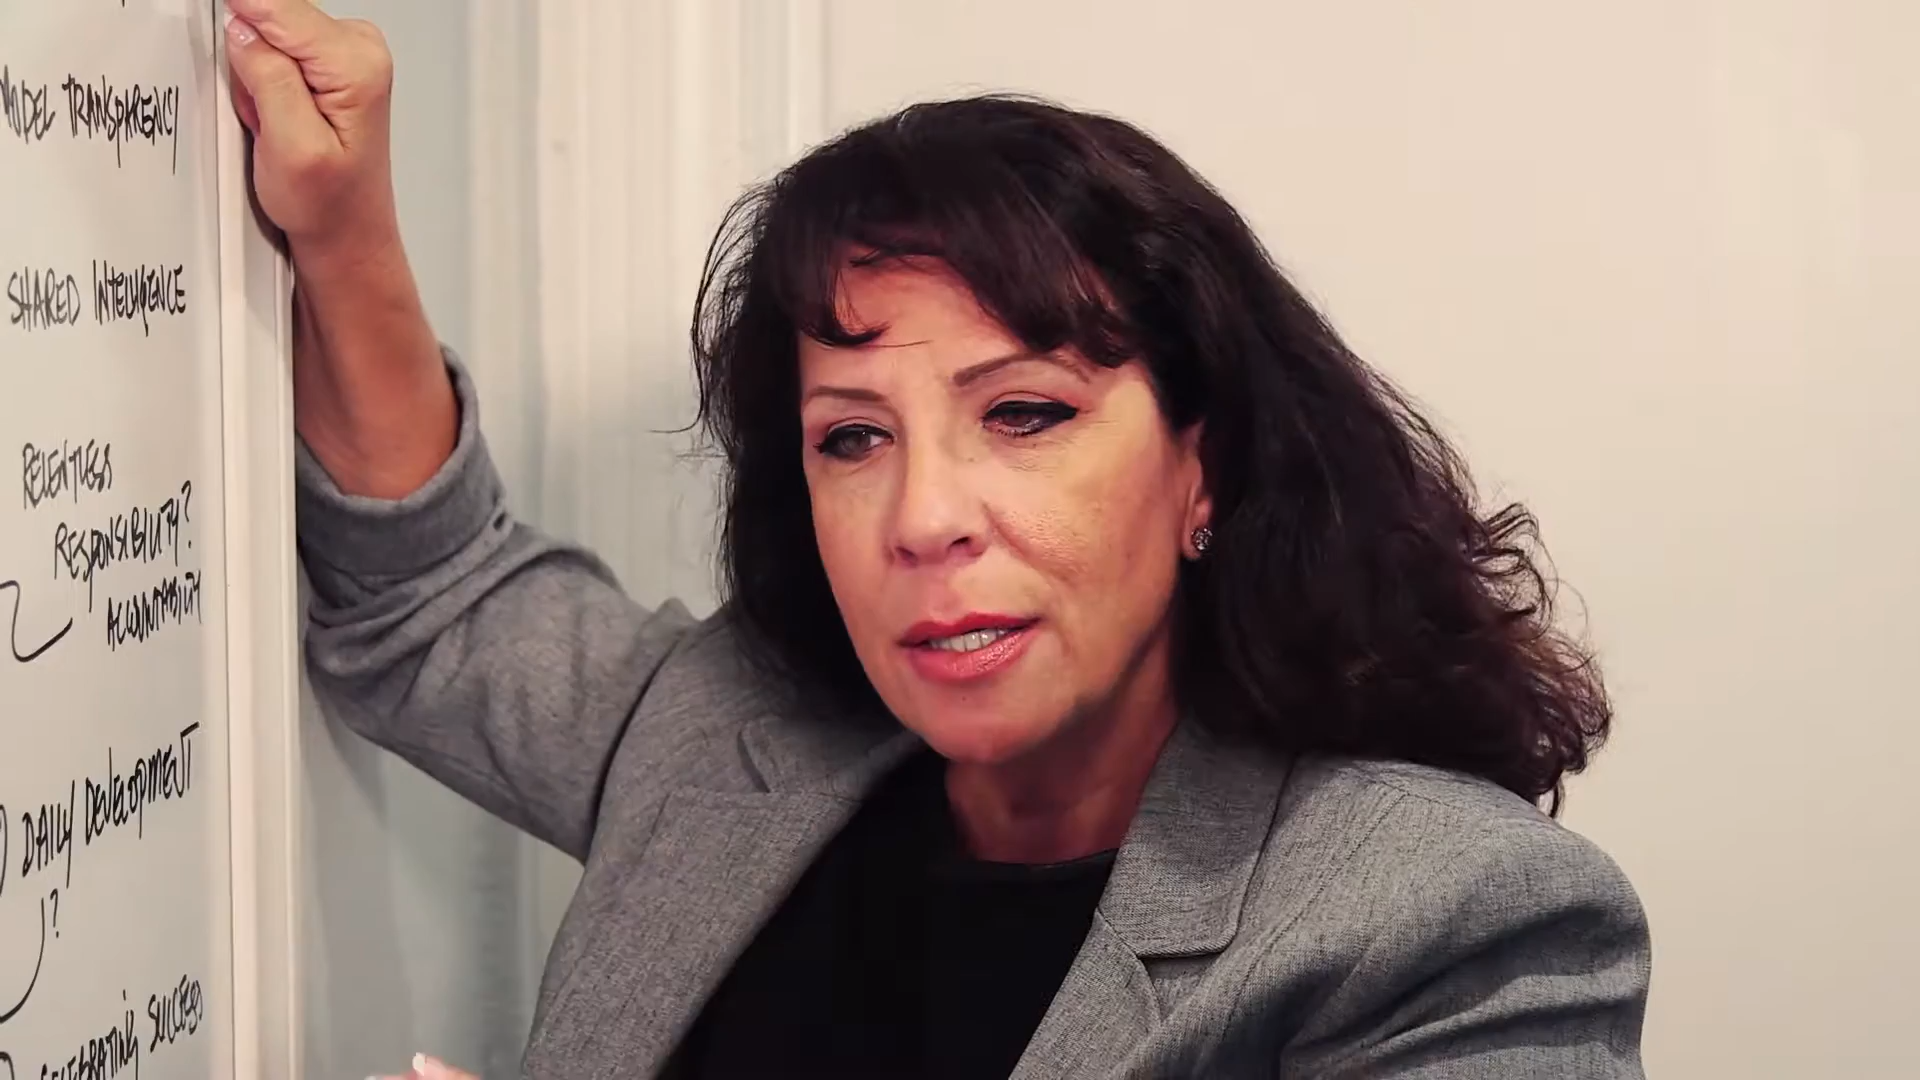 MODEL TRANSPARENCY
SHARED INTELLIGENCE
RELENTLESS
RESPONSIBILITY?
ACCOUNTABILITY
DAILY DEVELOPMENT
?
CELEBRATING SUCCESS